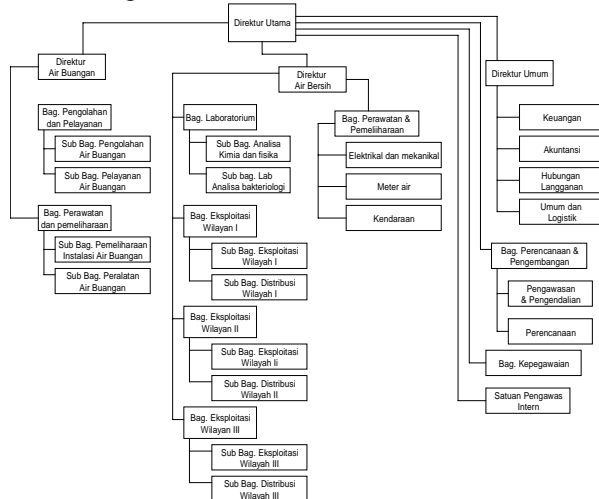 Direktur Utama
Direktur
Air Buangan
Direktur
Air Bersih
Direktur Umum
Bag. Pengolahan
dan Pelayanan
Sub Bag. Pengolahan
Air Buangan
Sub Bag. Pelayanan
Air Buangan
Bag. Perawatan
dan pemeliharaan
Sub Bag. Pemeliharaan
Instalasi Air Buangan
Sub Bag. Peralatan
Air Buangan
Bag. Laboratorium
Sub Bag. Analisa
Kimia dan fisika
Sub bag. Lab
Analisa bakteriologi
Bag. Eksploitasi
Wilayan I
Sub Bag. Eksploitasi
Wilayah I
Sub Bag. Distribusi
Wilayah I
Bag. Eksploitasi
Wilayan II
Sub Bag. Eksploitasi
Wilayah Ii
Sub Bag. Distribusi
Wilayah II
Bag. Eksploitasi
Wilayan III
Sub Bag. Eksploitasi
Wilayah III
Sub Bag. Distribusi
Wilayah III
Bag. Perawatan &
Pemeliiharaan
Elektrikal dan mekanikal
Meter air
Kendaraan
Keuangan
Akuntansi
Hubungan
Langganan
Umum dan
Logistik
Bag. Perencanaan &
Pengembangan
Pengawasan
& Pengendalian
Perencanaan
Bag. Kepegawaian
Satuan Pengawas
Intern